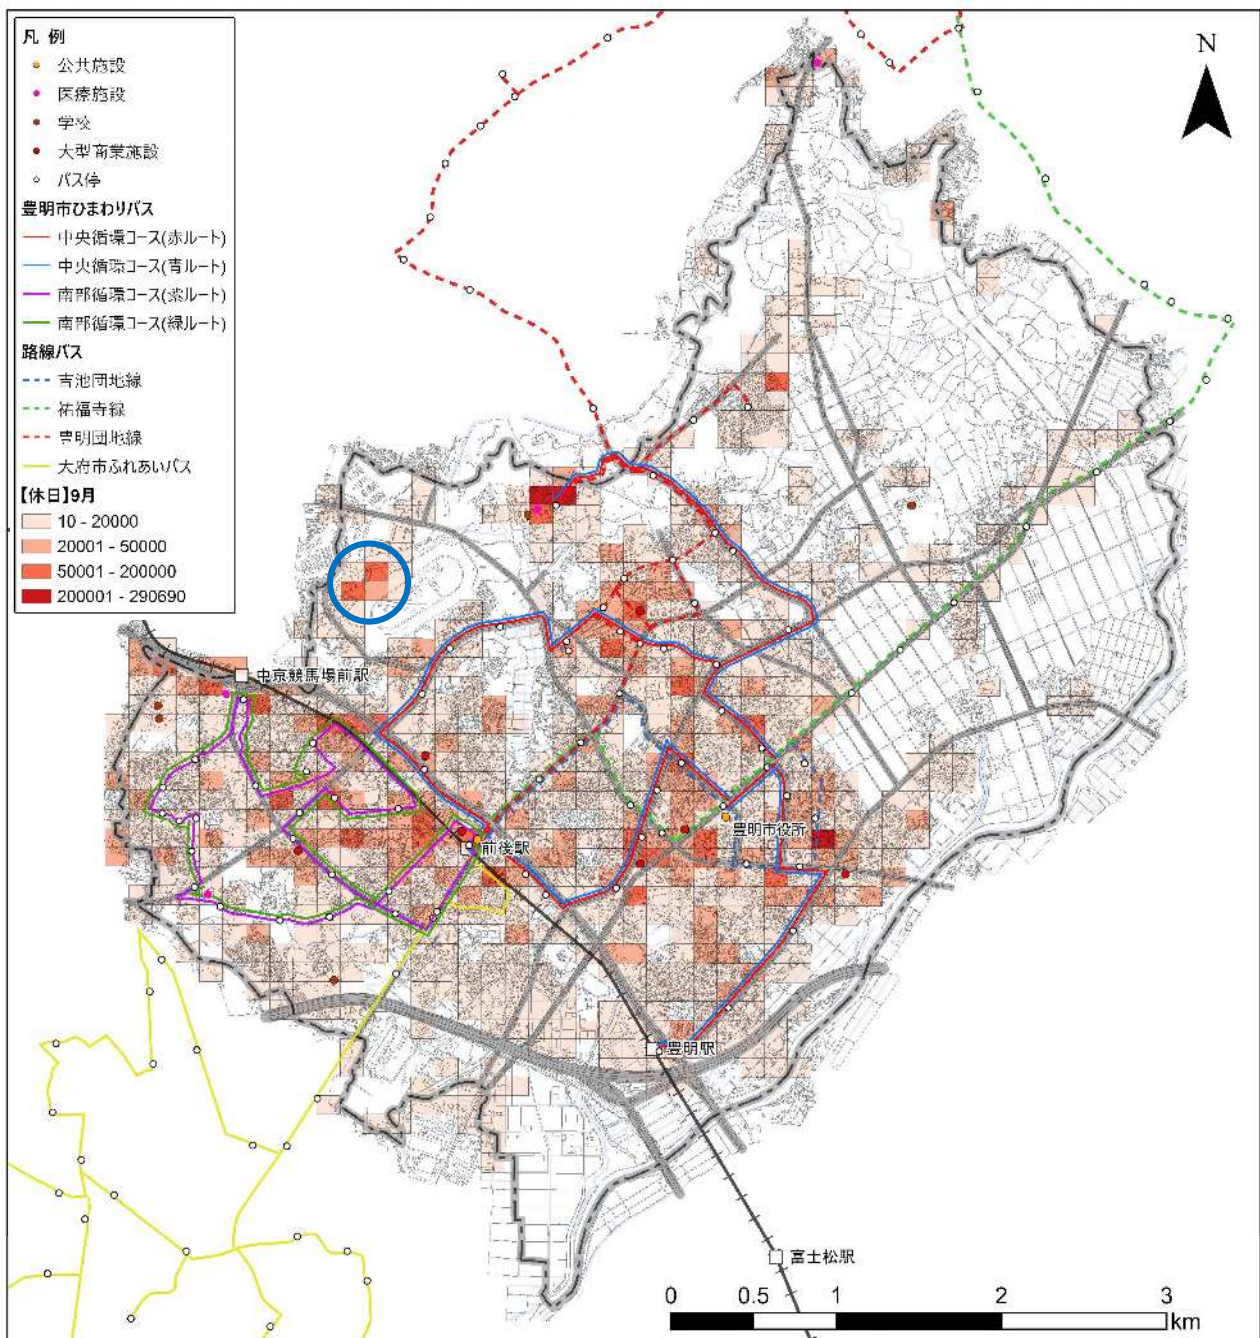 凡 例
公共施設
医療施設
学校
大型商業施設
バス停
豊明市ひまわりバス
中央循環コース(赤ルート)
中央循環コース(青ルート)
南部循環コース(紫ルート)
南部循環コース(緑ルート)
路線バス
吉池団地線
祐福寺線
豊明団地線
大府市ふれあいバス
【休日】9月
10 - 20000
20001 - 50000
50001 - 200000
200001 - 290690
N
中京競馬場前駅
前後駅
豊明市役所
豊明駅
富士松駅
0 0.5 1 2 3
km